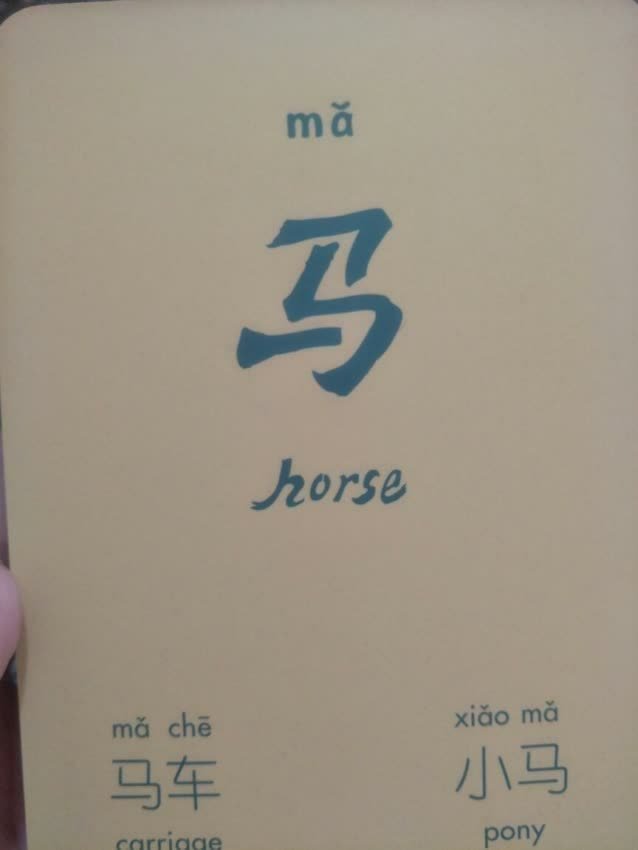 mǎ
马
horse
mǎ chē
马车
carriage
xiǎo mǎ
小马
pony